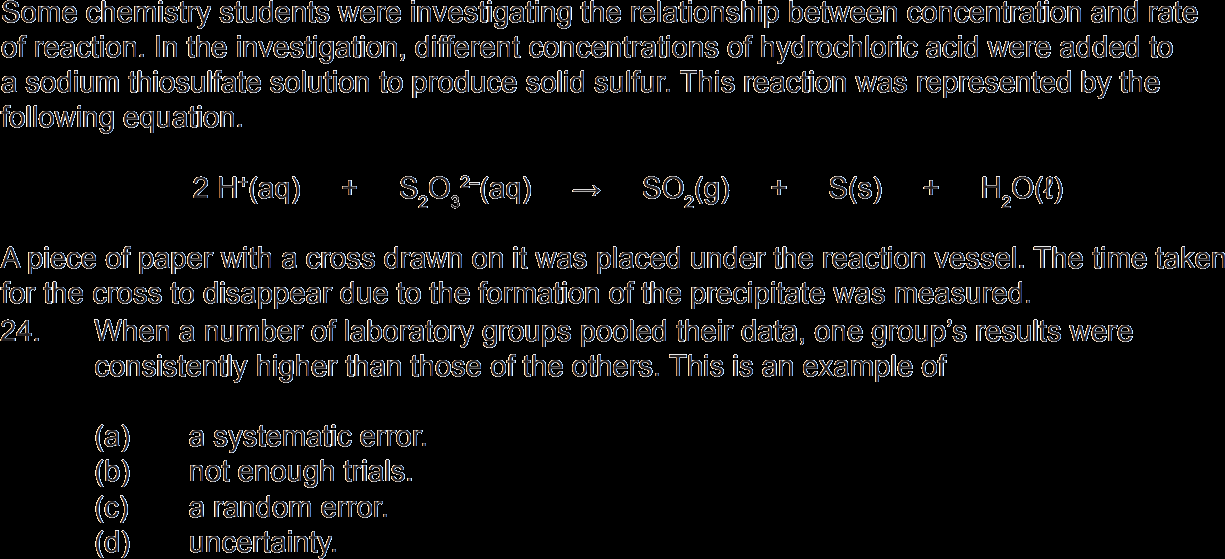 Some chemistry students were investigating the relationship between concentration and rate
of reaction. In the investigation, different concentrations of hydrochloric acid were added to
a sodium thiosulfate solution to produce solid sulfur. This reaction was represented by the
following equation.
2 H⁺(aq) + S₂O₃²⁻(aq) → SO₂(g) + S(s) + H₂O(ℓ)
A piece of paper with a cross drawn on it was placed under the reaction vessel. The time taken
for the cross to disappear due to the formation of the precipitate was measured.
24. When a number of laboratory groups pooled their data, one group's results were
consistently higher than those of the others. This is an example of
(a) a systematic error.
(b) not enough trials.
(c) a random error.
(d) uncertainty.